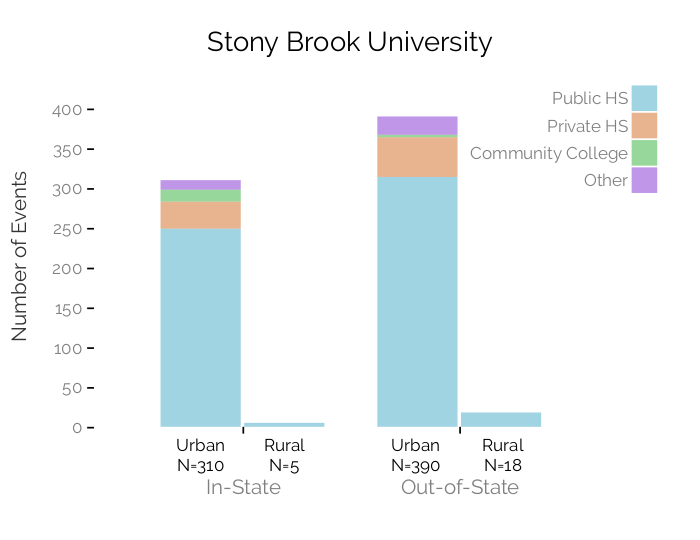 Stony Brook University
Public HS
Private HS
Community College
Other
Number of Events
400
350
300
250
200
150
100
50
0
Urban Rural Urban Rural
N=310 N=5 N=390 N=18
In-State Out-of-State